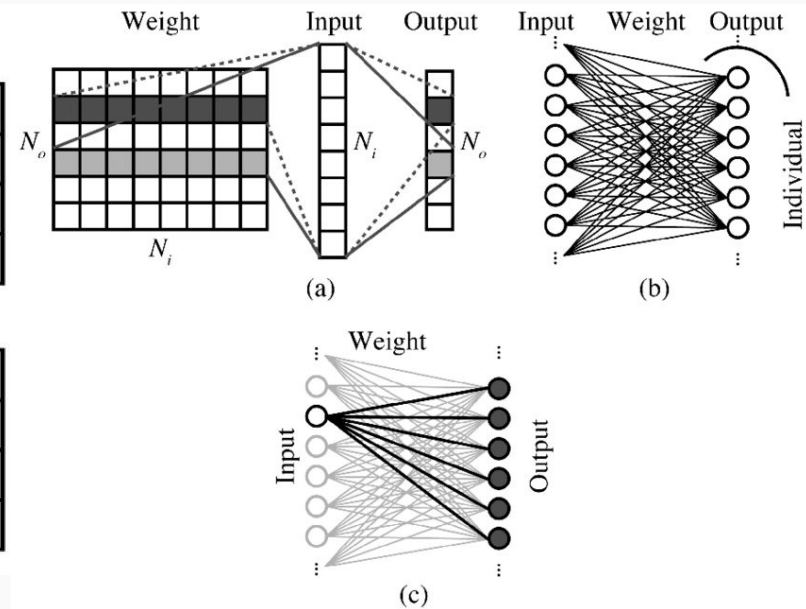 Weight Input Output
N_o N_i N_o
N_i
(a)
Input Weight Output
Individual
(b)
Weight
Input
Output
(c)